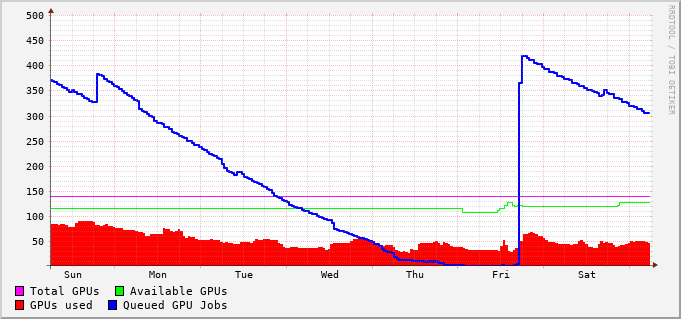 500
450
400
350
300
250
200
150
100
50
Sun Mon Tue Wed Thu Fri Sat
Total GPUs Available GPUs
GPUs used Queued GPU Jobs
RRDTOOL / TOBI OETIKER